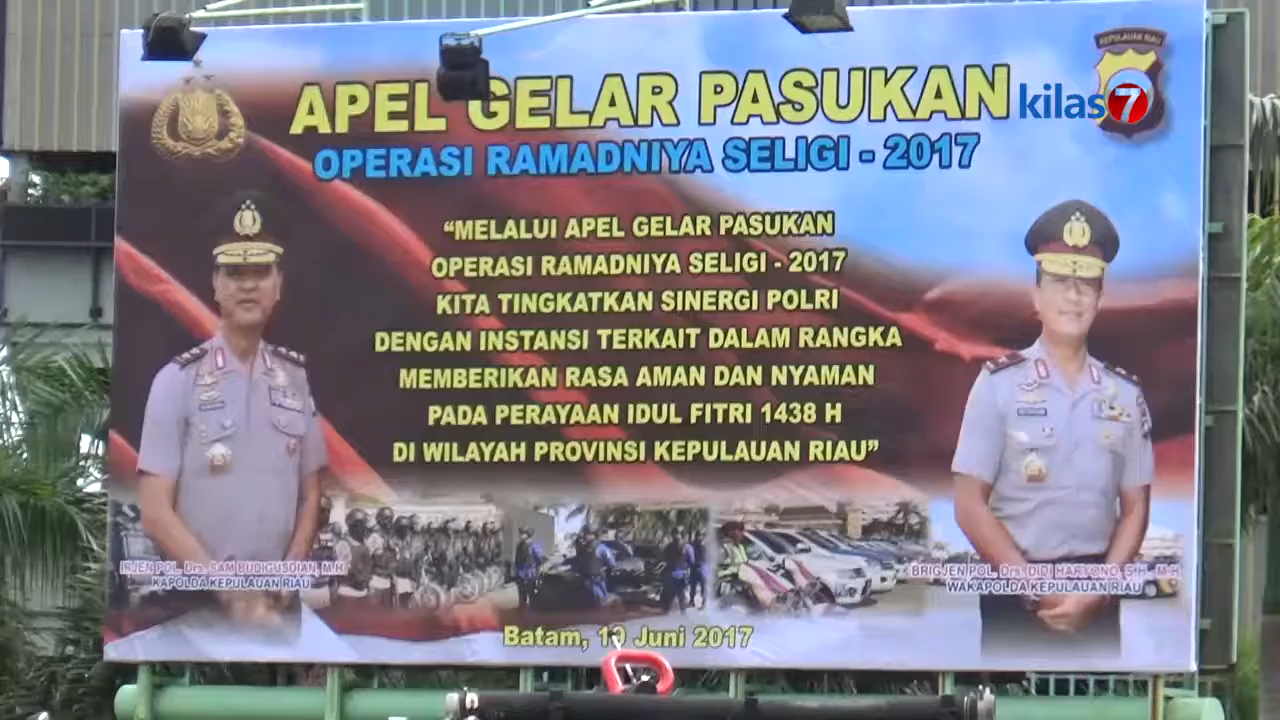 KEPULAUAN RIAU
APEL GELAR PASUKAN
kilas7
OPERASI RAMADNIYA SELIGI - 2017
“MELALUI APEL GELAR PASUKAN
OPERASI RAMADNIYA SELIGI - 2017
KITA TINGKATKAN SINERGI POLRI
DENGAN INSTANSI TERKAIT DALAM RANGKA
MEMBERIKAN RASA AMAN DAN NYAMAN
PADA PERAYAAN IDUL FITRI 1438 H
DI WILAYAH PROVINSI KEPULAUAN RIAU”
IRJEN POL. Drs. SAM BUDIGUSDIAN, M.H
KAPOLDA KEPULAUAN RIAU
BRIGJEN POL. Drs. DIDI HARYONO, S.H., M.H
WAKAPOLDA KEPULAUAN RIAU
Batam, 19 Juni 2017